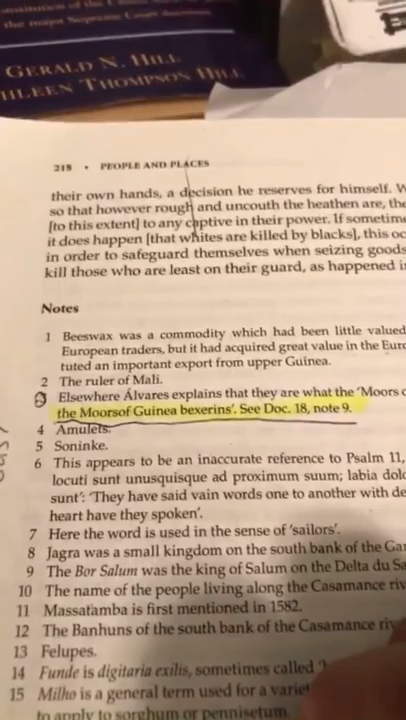 the major Supreme Court
GERALD N. HILL
THOMPSON HILL
218 • PEOPLE AND PLACES
their own hands, a decision he reserves for himself.
so that however rough and uncouth the heathen are, the
[to this extent] to any captive in their power. If sometim
it does happen [that whites are killed by blacks], this oc
in order to safeguard themselves when seizing goods
kill those who are least on their guard, as happened i
Notes
1 Beeswax was a commodity which had been little valued
European traders, but it had acquired great value in the Euro
tuted an important export from upper Guinea.
2 The ruler of Mali.
3 Elsewhere Álvares explains that they are what the 'Moors c
the Moorsof Guinea bexerins'. See Doc. 18, note 9.
4 Amulets.
5 Soninke.
6 This appears to be an inaccurate reference to Psalm 11,
locuti sunt unusquisque ad proximum suum; labia dolo
sunt': 'They have said vain words one to another with de
heart have they spoken'.
7 Here the word is used in the sense of 'sailors'.
8 Jagra was a small kingdom on the south bank of the Ga
9 The Bor Salum was the king of Salum on the Delta du Sa
10 The name of the people living along the Casamance riv
11 Massatamba is first mentioned in 1582.
12 The Banhuns of the south bank of the Casamance riv
13 Felupes.
14 Funde is digitaria exilis, sometimes called
15 Milho is a general term used for a variet
to apply to sorghum or pennisetum.